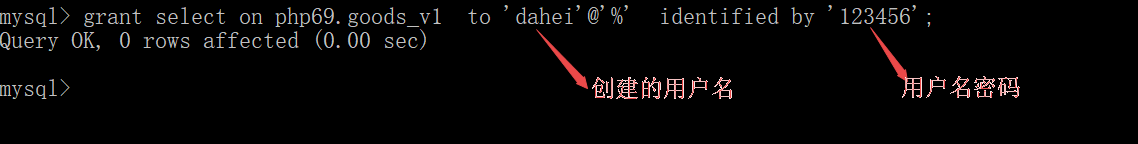 mysql> grant select on php69.goods_v1  to 'dahei'@'%'  identified by '123456';
Query OK, 0 rows affected (0.00 sec)
mysql>
创建的用户名
用户名密码